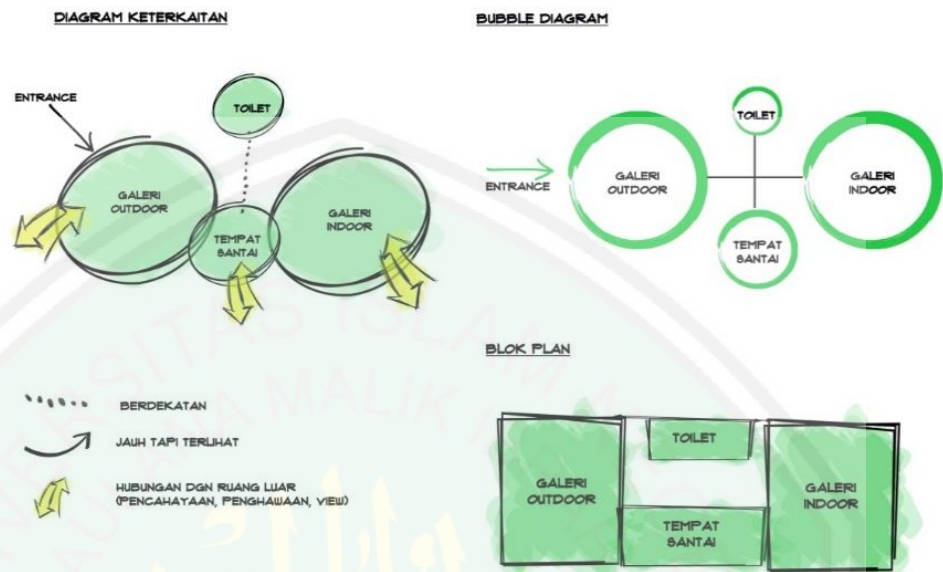 DIAGRAM KETERKAITAN
ENTRANCE
TOILET
GALERI
OUTDOOR
TEMPAT
SANTAI
GALERI
INDOOR
BERDEKATAN
JAUH TAPI TERLIHAT
HUBUNGAN DGN RUANG LUAR
(PENCAHAYAAN, PENGHAWAAN, VIEW)
BUBBLE DIAGRAM
ENTRANCE
GALERI
OUTDOOR
TOILET
TEMPAT
SANTAI
GALERI
INDOOR
BLOK PLAN
GALERI
OUTDOOR
TOILET
TEMPAT
SANTAI
GALERI
INDOOR